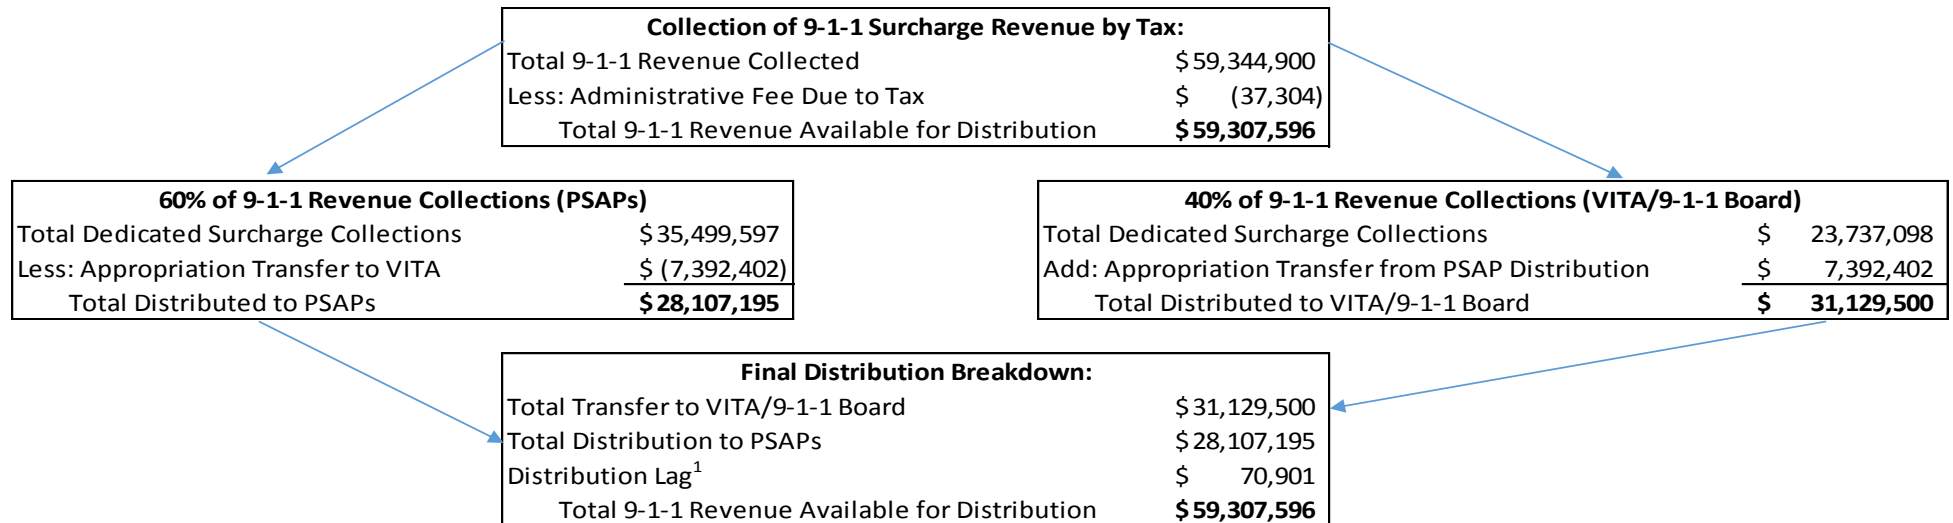 Collection of 9-1-1 Surcharge Revenue by Tax:
Total 9-1-1 Revenue Collected $59,344,900
Less: Administrative Fee Due to Tax $ (37,304)
Total 9-1-1 Revenue Available for Distribution $59,307,596
60% of 9-1-1 Revenue Collections (PSAPs)
Total Dedicated Surcharge Collections $35,499,597
Less: Appropriation Transfer to VITA $ (7,392,402)
Total Distributed to PSAPs $28,107,195
40% of 9-1-1 Revenue Collections (VITA/9-1-1 Board)
Total Dedicated Surcharge Collections $ 23,737,098
Add: Appropriation Transfer from PSAP Distribution $ 7,392,402
Total Distributed to VITA/9-1-1 Board $ 31,129,500
Final Distribution Breakdown:
Total Transfer to VITA/9-1-1 Board $31,129,500
Total Distribution to PSAPs $28,107,195
Distribution Lag¹ $ 70,901
Total 9-1-1 Revenue Available for Distribution $59,307,596